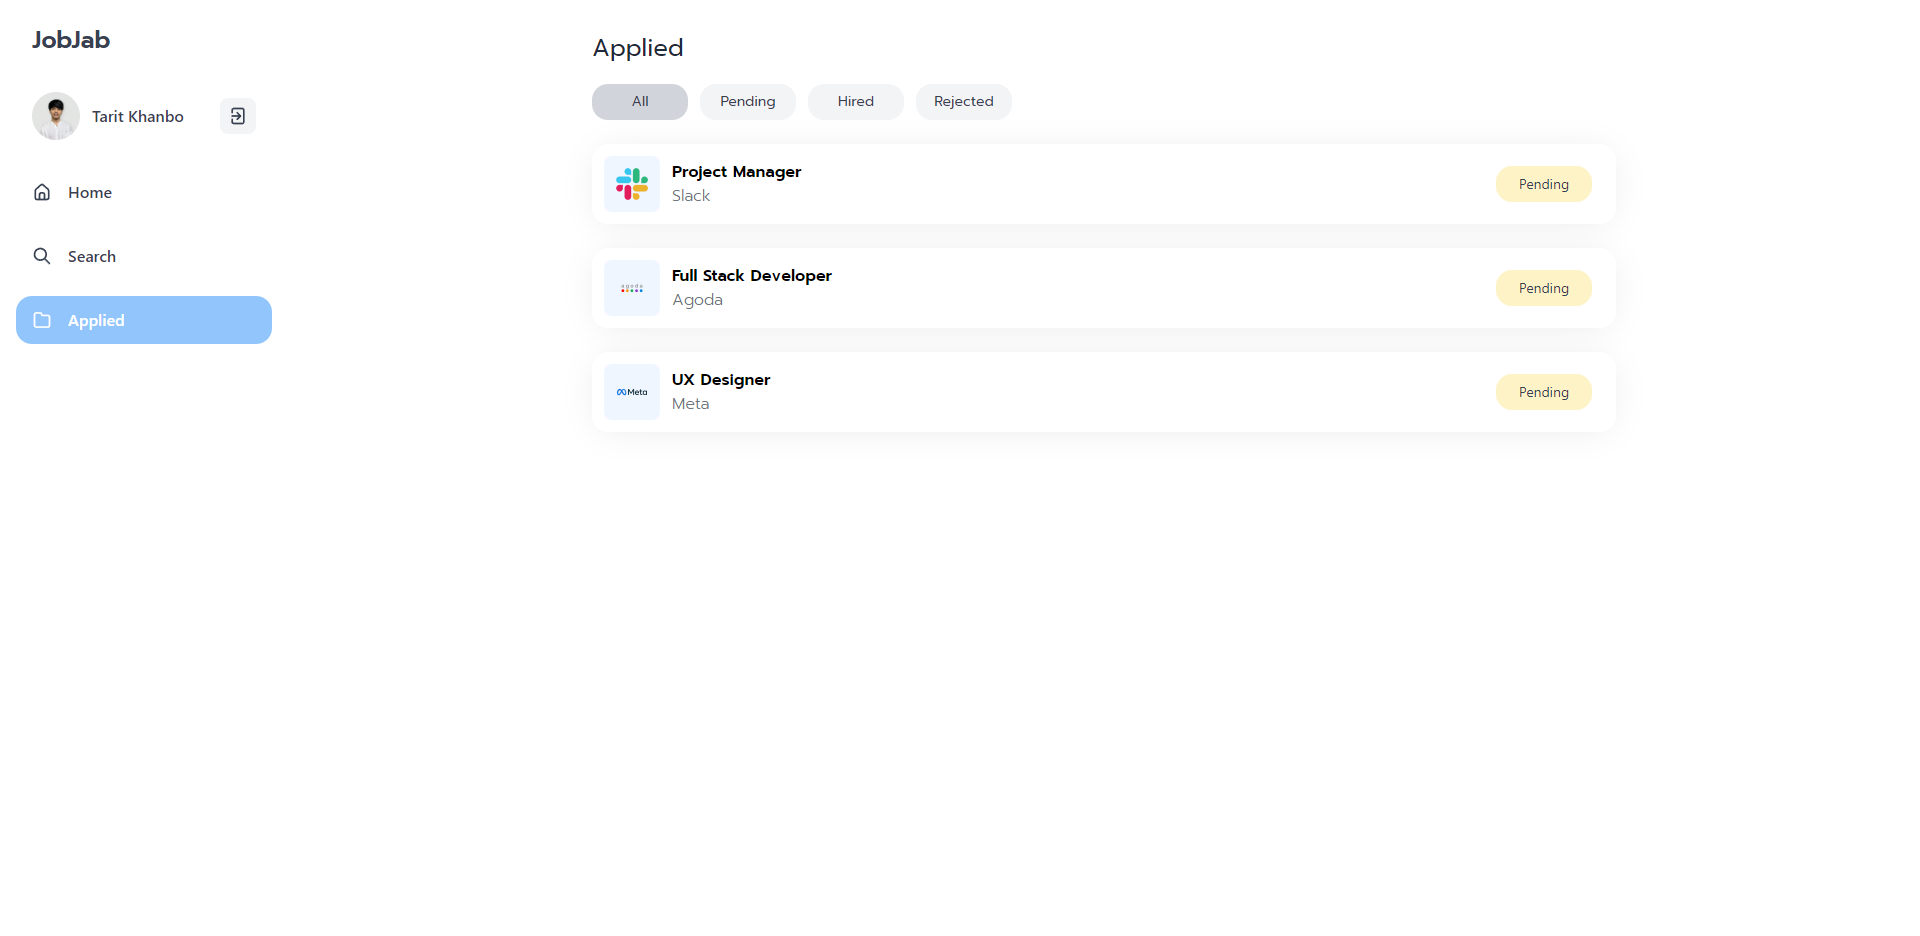 JobJab
Tarit Khanbo
Home
Search
Applied
Applied
All
Pending
Hired
Rejected
Project Manager
Slack
Pending
agoda
Full Stack Developer
Agoda
Pending
Meta
UX Designer
Meta
Pending